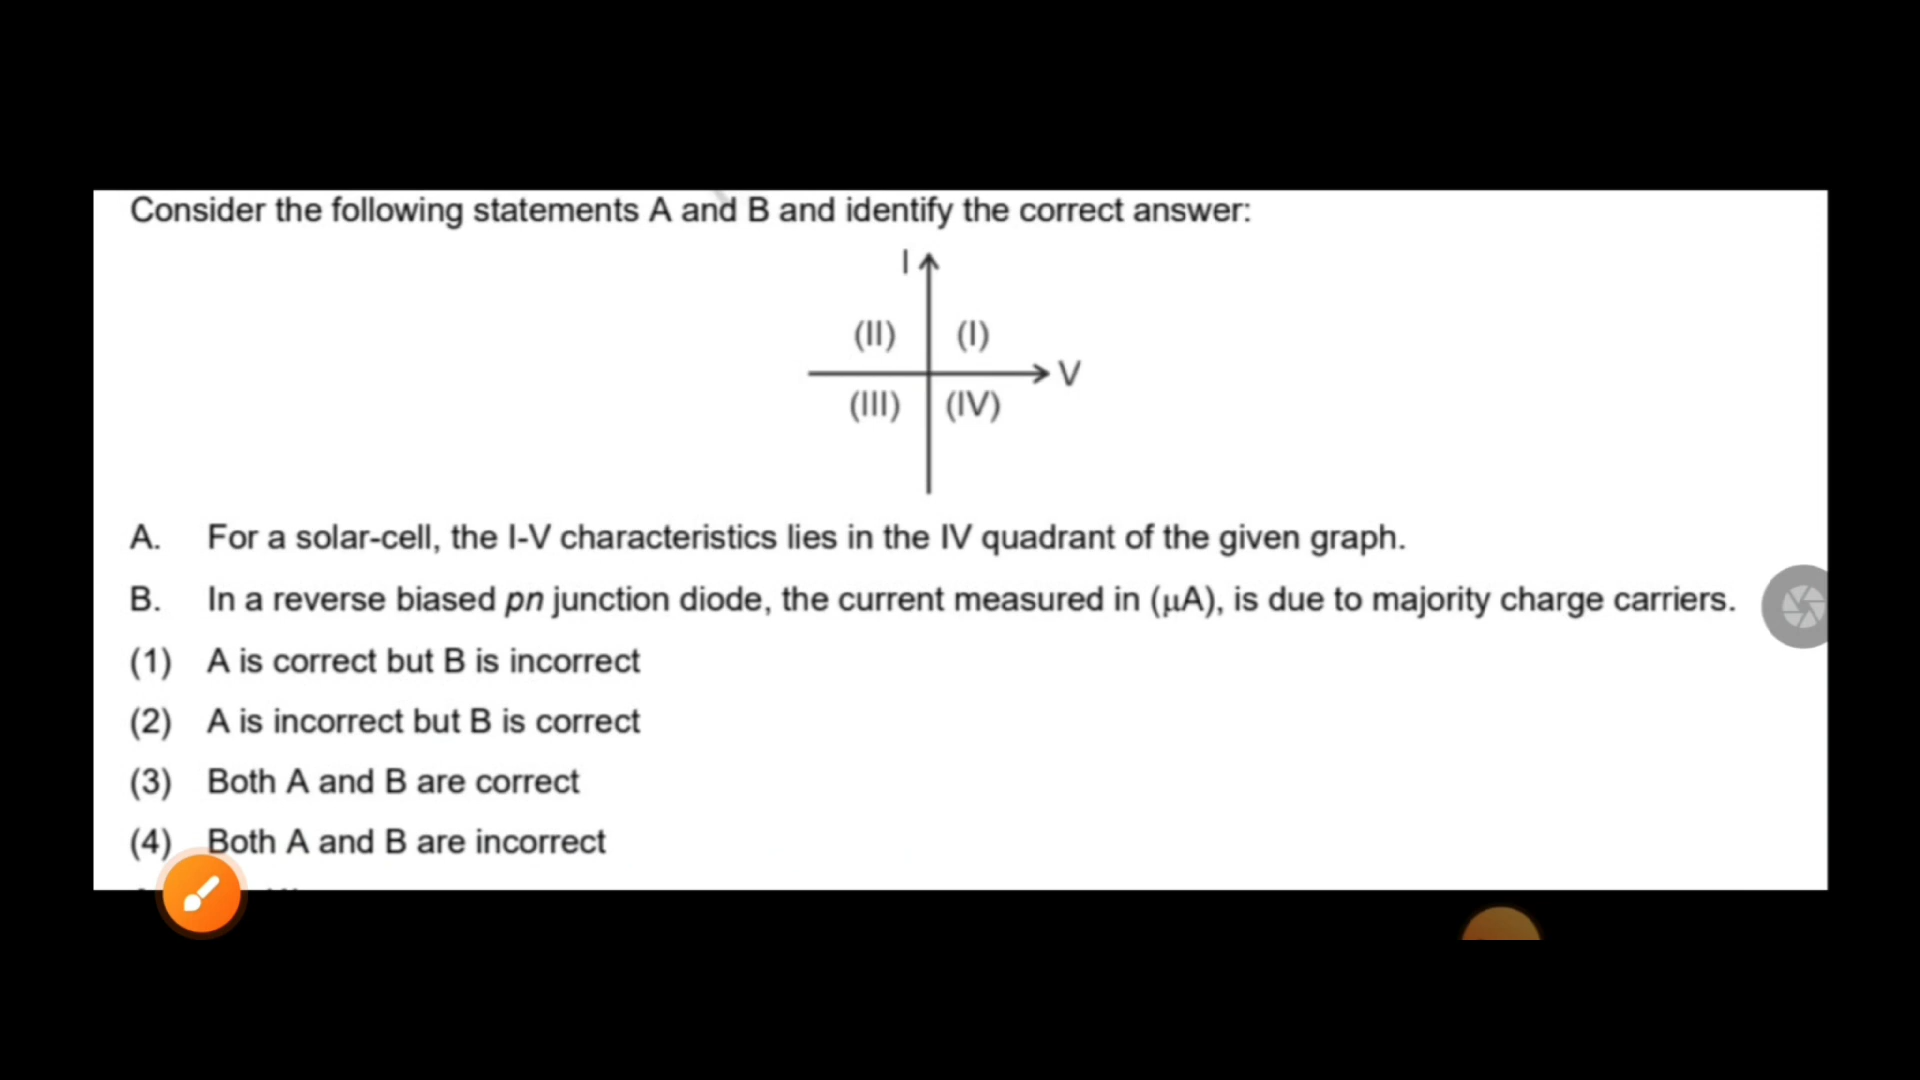 Consider the following statements A and B and identify the correct answer:
I
(II) (I)
V
(III) (IV)
A. For a solar-cell, the I-V characteristics lies in the IV quadrant of the given graph.
B. In a reverse biased pn junction diode, the current measured in (μA), is due to majority charge carriers.
(1) A is correct but B is incorrect
(2) A is incorrect but B is correct
(3) Both A and B are correct
(4) Both A and B are incorrect